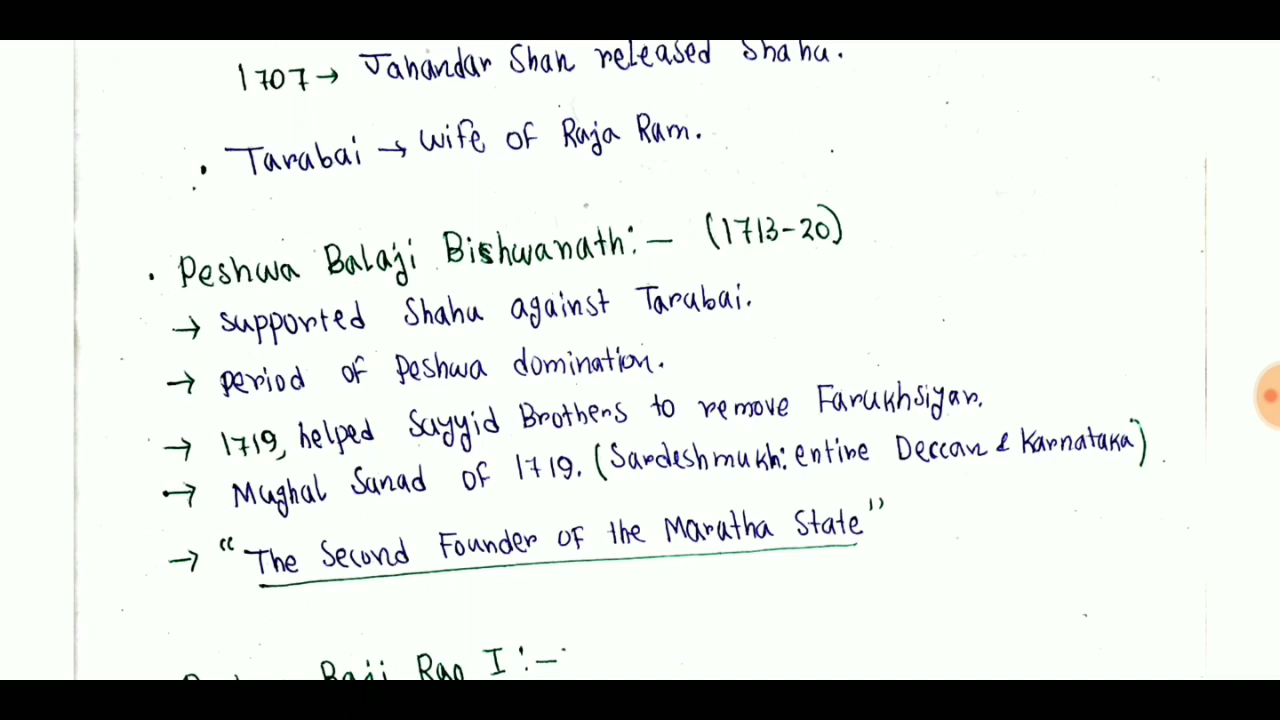 1707 → Jahandar Shah released Shahu.
• Tarabai → Wife of Raja Ram.
• Peshwa Balaji Bishwanath:– (1713-20)
→ supported Shahu against Tarabai.
→ period of Peshwa domination.
→ 1719, helped Sayyid Brothers to remove Farukhsiyar.
→ Mughal Sanad of 1719. (Sardeshmukh: entire Deccan & Karnataka)
→ "The Second Founder of the Maratha State"
Baji Rao I:–